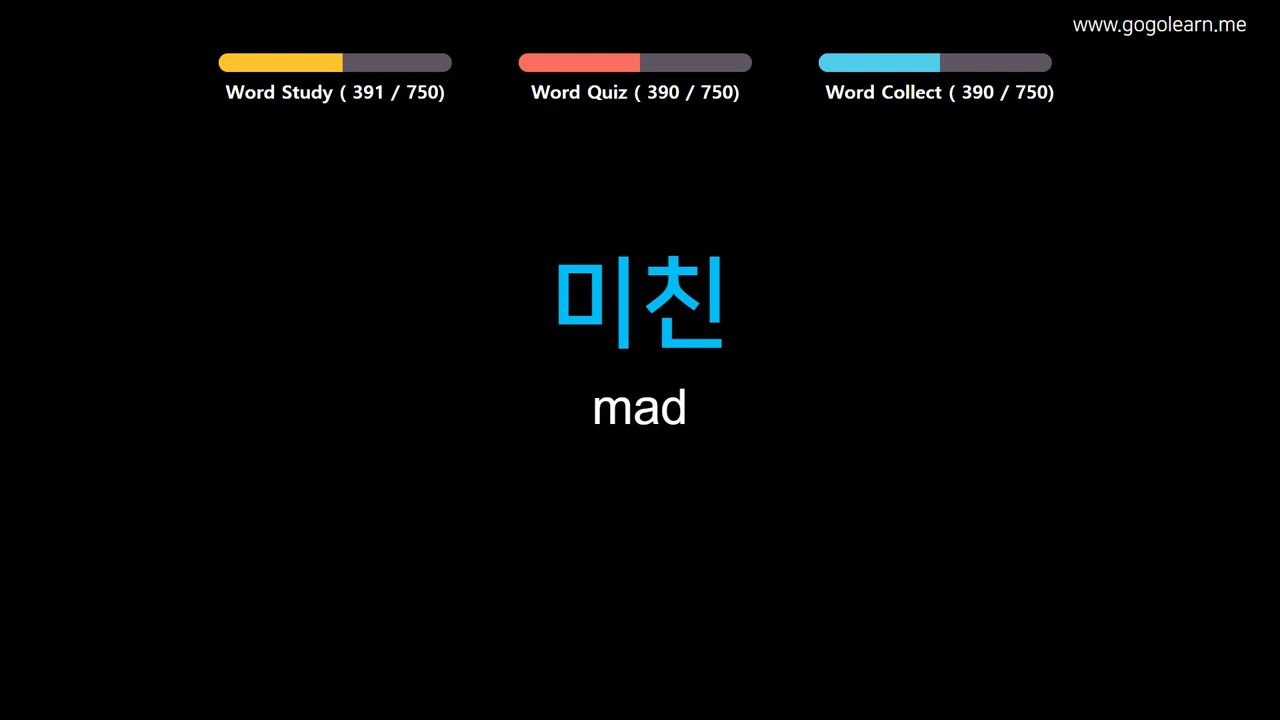 www.gogolearn.me
Word Study ( 391 / 750)
Word Quiz ( 390 / 750)
Word Collect ( 390 / 750)
미친
mad